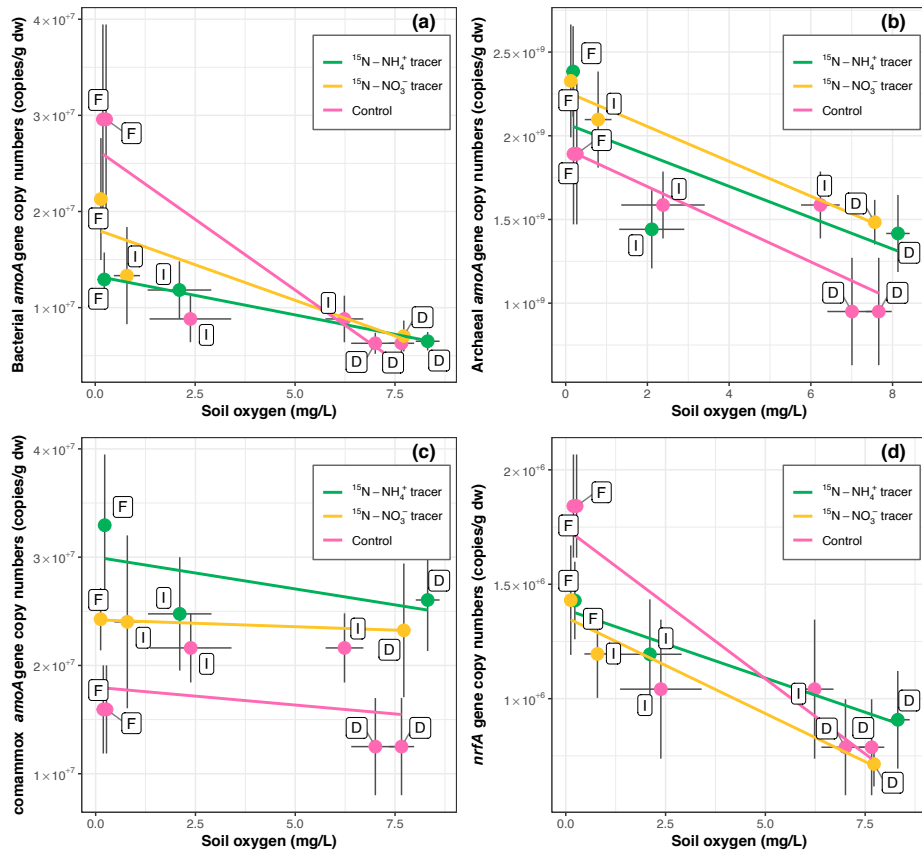 (a)
Bacterial amoA gene copy numbers (copies/g dw)
4×10⁻⁷
3×10⁻⁷
2×10⁻⁷
1×10⁻⁷
¹⁵N−NH₄⁺ tracer
¹⁵N−NO₃⁻ tracer
Control
F
F
F
F
I
I
I
I
D
D
D
D
0.0 2.5 5.0 7.5
Soil oxygen (mg/L)
(b)
Archaeal amoA gene copy numbers (copies/g dw)
2.5×10⁻⁹
2×10⁻⁹
1.5×10⁻⁹
1×10⁻⁹
¹⁵N−NH₄⁺ tracer
¹⁵N−NO₃⁻ tracer
Control
F
F
F
F
I
I
I
I
D
D
D
D
0 2 4 6 8
Soil oxygen (mg/L)
(c)
comammox amoA gene copy numbers (copies/g dw)
4×10⁻⁷
3×10⁻⁷
2×10⁻⁷
1×10⁻⁷
¹⁵N−NH₄⁺ tracer
¹⁵N−NO₃⁻ tracer
Control
F
F
F
F
I
I
I
I
D
D
D
D
0.0 2.5 5.0 7.5
Soil oxygen (mg/L)
(d)
nrfA gene copy numbers (copies/g dw)
2×10⁻⁶
1.5×10⁻⁶
1×10⁻⁶
¹⁵N−NH₄⁺ tracer
¹⁵N−NO₃⁻ tracer
Control
F
F
F
F
I
I
I
I
D
D
D
D
0.0 2.5 5.0 7.5
Soil oxygen (mg/L)